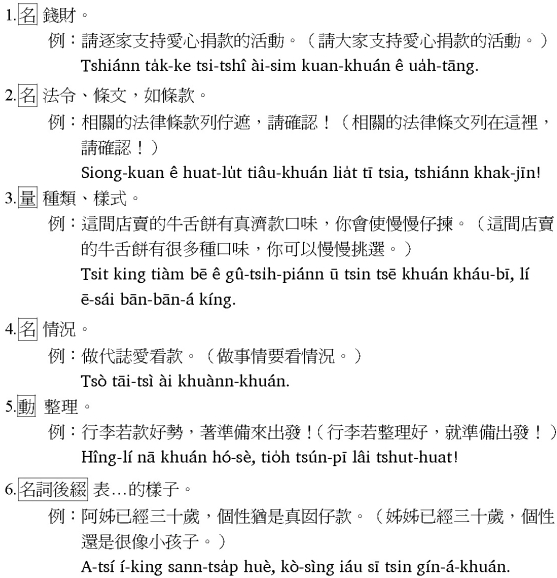 1.名 錢財。
例：請逐家支持愛心捐款的活動。（請大家支持愛心捐款的活動。）
Tshiánn ta̍k-ke tsi-tshî ài-sim kuan-khuán ê ua̍h-tāng.
2.名 法令、條文，如條款。
例：相關的法律條款列佇遮，請確認！（相關的法律條文列在這裡，
請確認！）
Siong-kuan ê huat-lu̍t tiâu-khuán lia̍t tī tsia, tshiánn khak-jīn!
3.量 種類、樣式。
例：這間店賣的牛舌餅有真濟款口味，你會使慢慢仔揀。（這間店賣
的牛舌餅有很多種口味，你可以慢慢挑選。）
Tsit king tiàm bē ê gû-tsih-piánn ū tsin tsē khuán kháu-bī, lí
ē-sái bān-bān-á kíng.
4.名 情況。
例：做代誌愛看款。（做事情要看情況。）
Tsò tāi-tsì ài khuànn-khuán.
5.動 整理。
例：行李若款好勢，著準備來出發！（行李若整理好，就準備出發！）
Hîng-lí nā khuán hó-sè, tio̍h tsún-pī lâi tshut-huat!
6.名詞後綴 表…的樣子。
例：阿姊已經三十歲，個性猶是真囡仔款。（姊姊已經三十歲，個性
還是很像小孩子。）
A-tsí í-king sann-tsa̍p huè, kò-sìng iáu sī tsin gín-á-khuán.